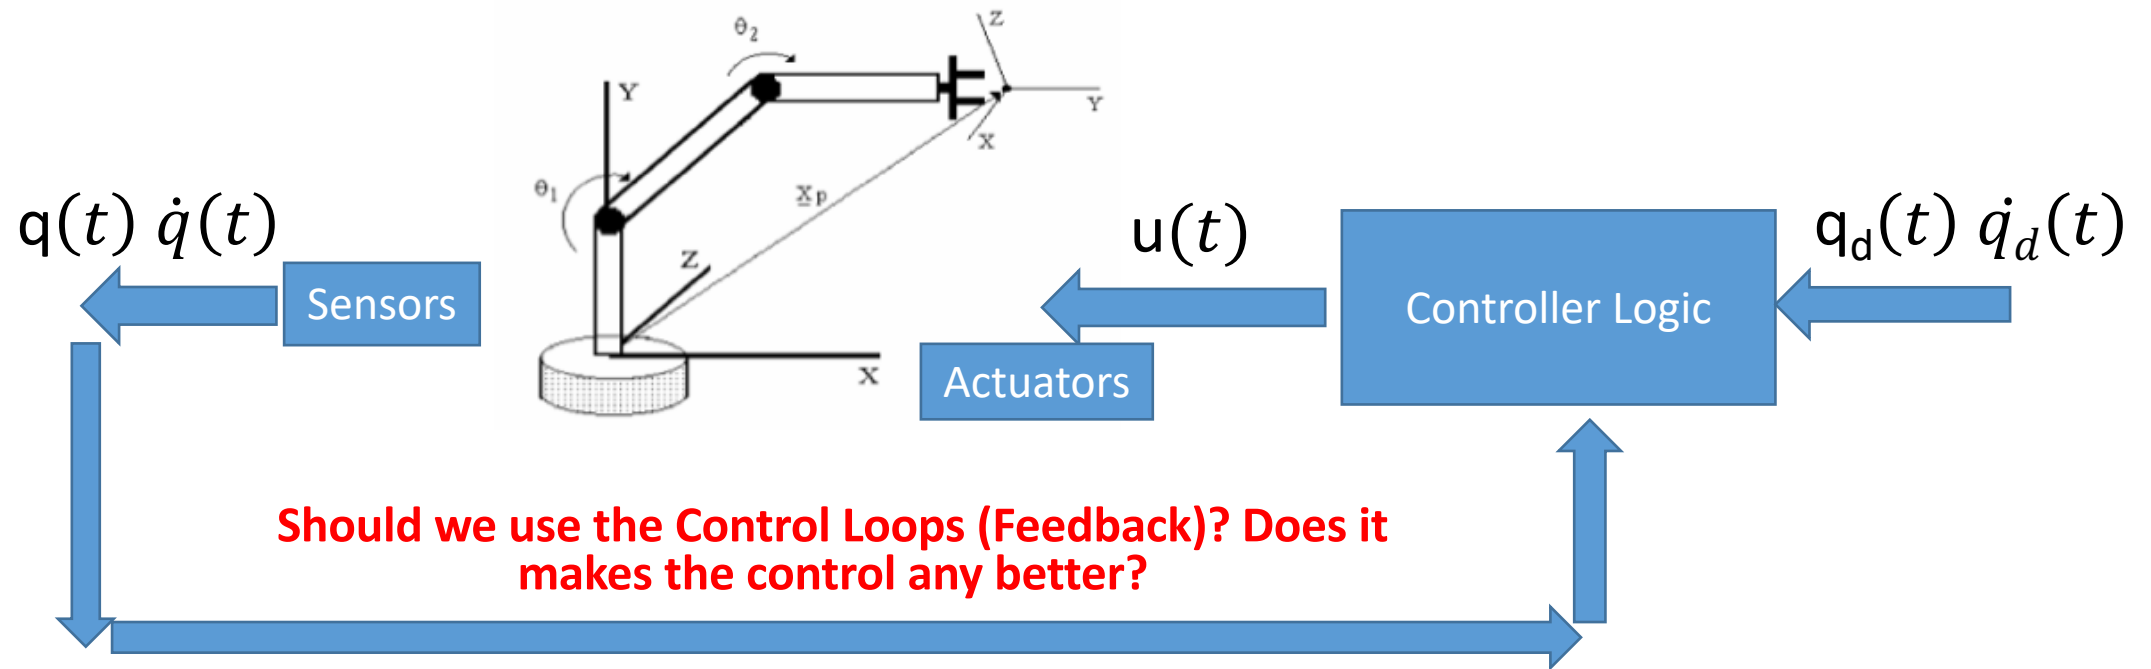 θ₂
Z
Y
Y
X
θ₁
X̲p
q(t) q̇(t)
u(t)
q_d(t) q̇_d(t)
Z
Sensors
Controller Logic
X
Actuators
Should we use the Control Loops (Feedback)? Does it
makes the control any better?